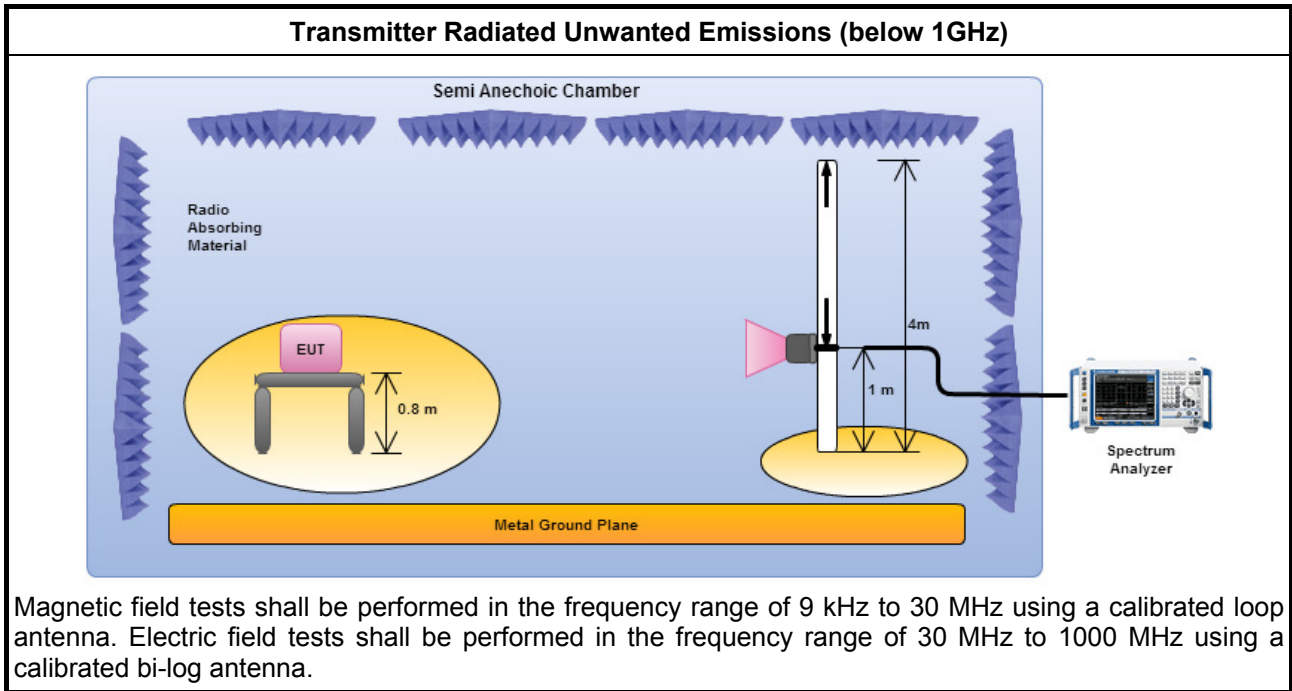 Transmitter Radiated Unwanted Emissions (below 1GHz)
Semi Anechoic Chamber
Radio
Absorbing
Material
EUT
0.8 m
4m
1 m
Spectrum
Analyzer
Metal Ground Plane
Magnetic field tests shall be performed in the frequency range of 9 kHz to 30 MHz using a calibrated loop
antenna. Electric field tests shall be performed in the frequency range of 30 MHz to 1000 MHz using a
calibrated bi-log antenna.